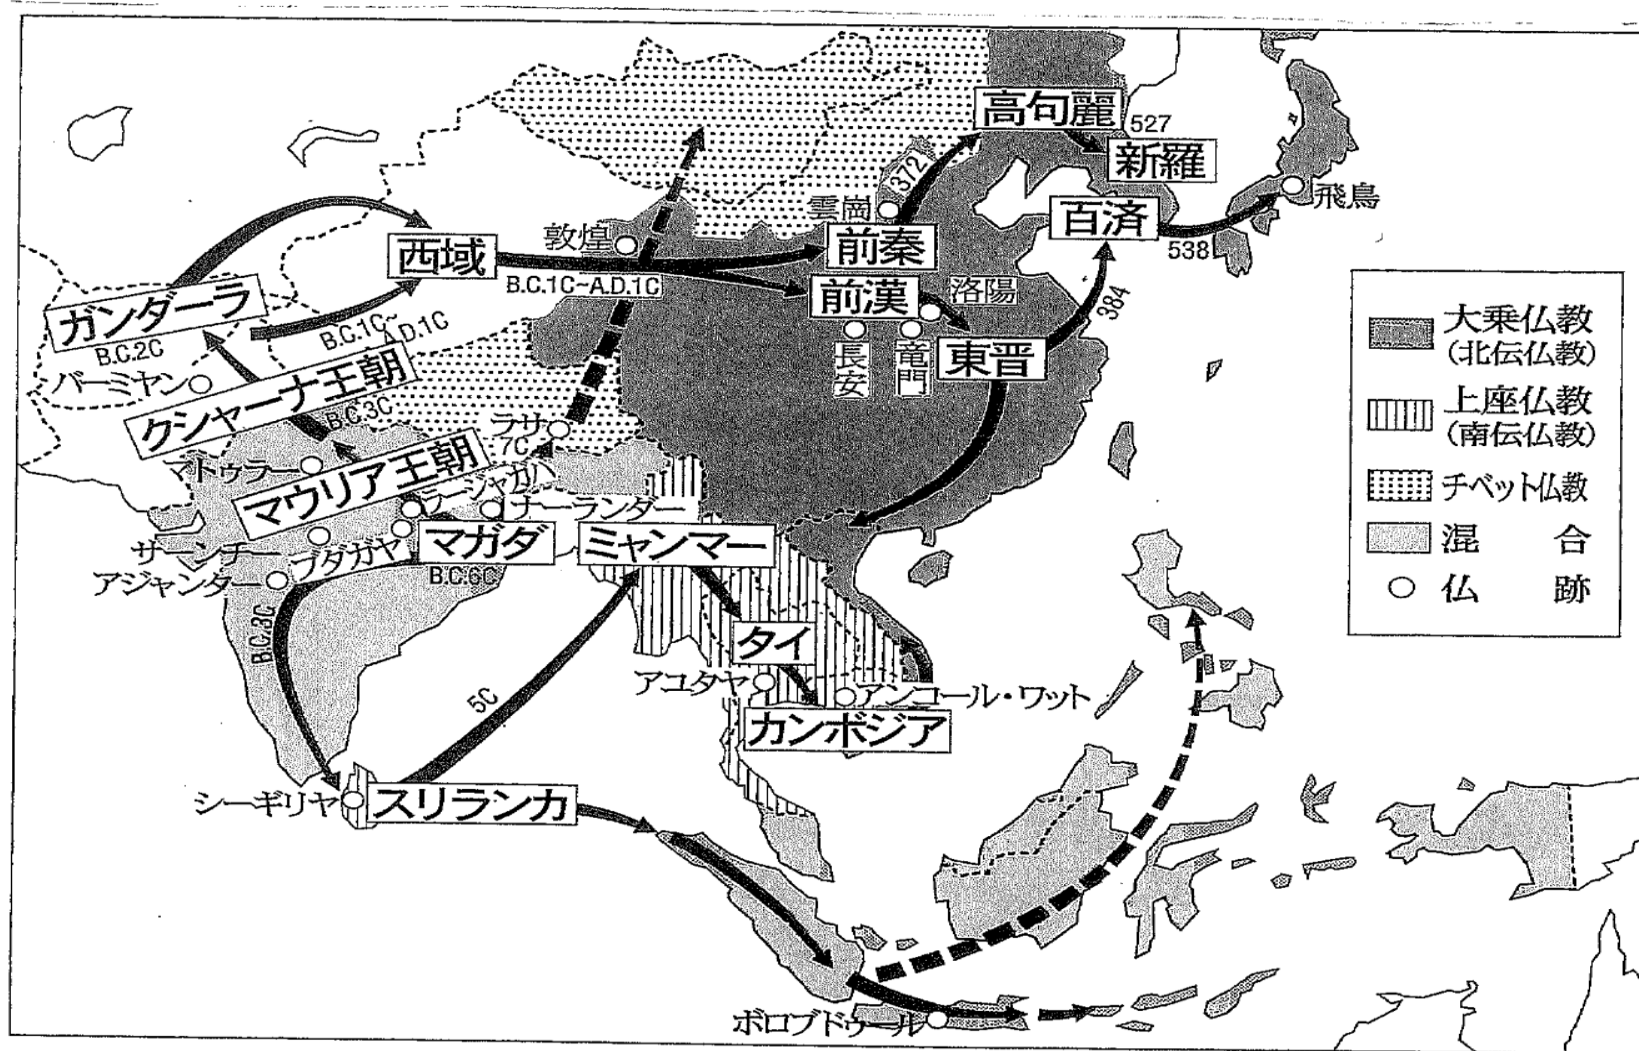 高句麗
527
新羅
372
雲崗
百済
538
飛鳥
敦煌
前秦
西域
B.C.1C~A.D.1C
前漢
洛陽
384
長安
竜門
東晋
ガンダーラ
B.C.2C
B.C.1C~
A.D.1C
バーミヤン
クシャーナ王朝
B.C.3C
ラサ
7C
マトゥラー
マウリア王朝
ラージャガハ
ナーランダー
サーンチー
ブダガヤ
マガダ
B.C.6C
アジャンター
ミャンマー
B.C.3C
タイ
アユタヤ
アンコール・ワット
カンボジア
5C
シーギリヤ
スリランカ
ボロブドゥール
大乗仏教
(北伝仏教)
上座仏教
(南伝仏教)
チベット仏教
混合
仏跡